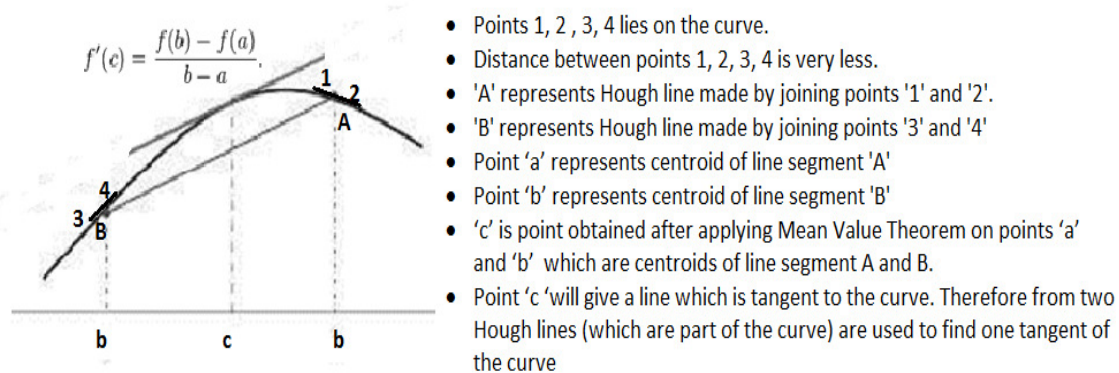 f'(c) = \frac{f(b) - f(a)}{b - a}.
1
2
A
4
3
B
b c b
• Points 1, 2 , 3, 4 lies on the curve.
• Distance between points 1, 2, 3, 4 is very less.
• 'A' represents Hough line made by joining points '1' and '2'.
• 'B' represents Hough line made by joining points '3' and '4'
• Point ‘a’ represents centroid of line segment 'A'
• Point ‘b’ represents centroid of line segment 'B'
• ‘c’ is point obtained after applying Mean Value Theorem on points ‘a’
and ‘b’ which are centroids of line segment A and B.
• Point ‘c ‘will give a line which is tangent to the curve. Therefore from two
Hough lines (which are part of the curve) are used to find one tangent of
the curve